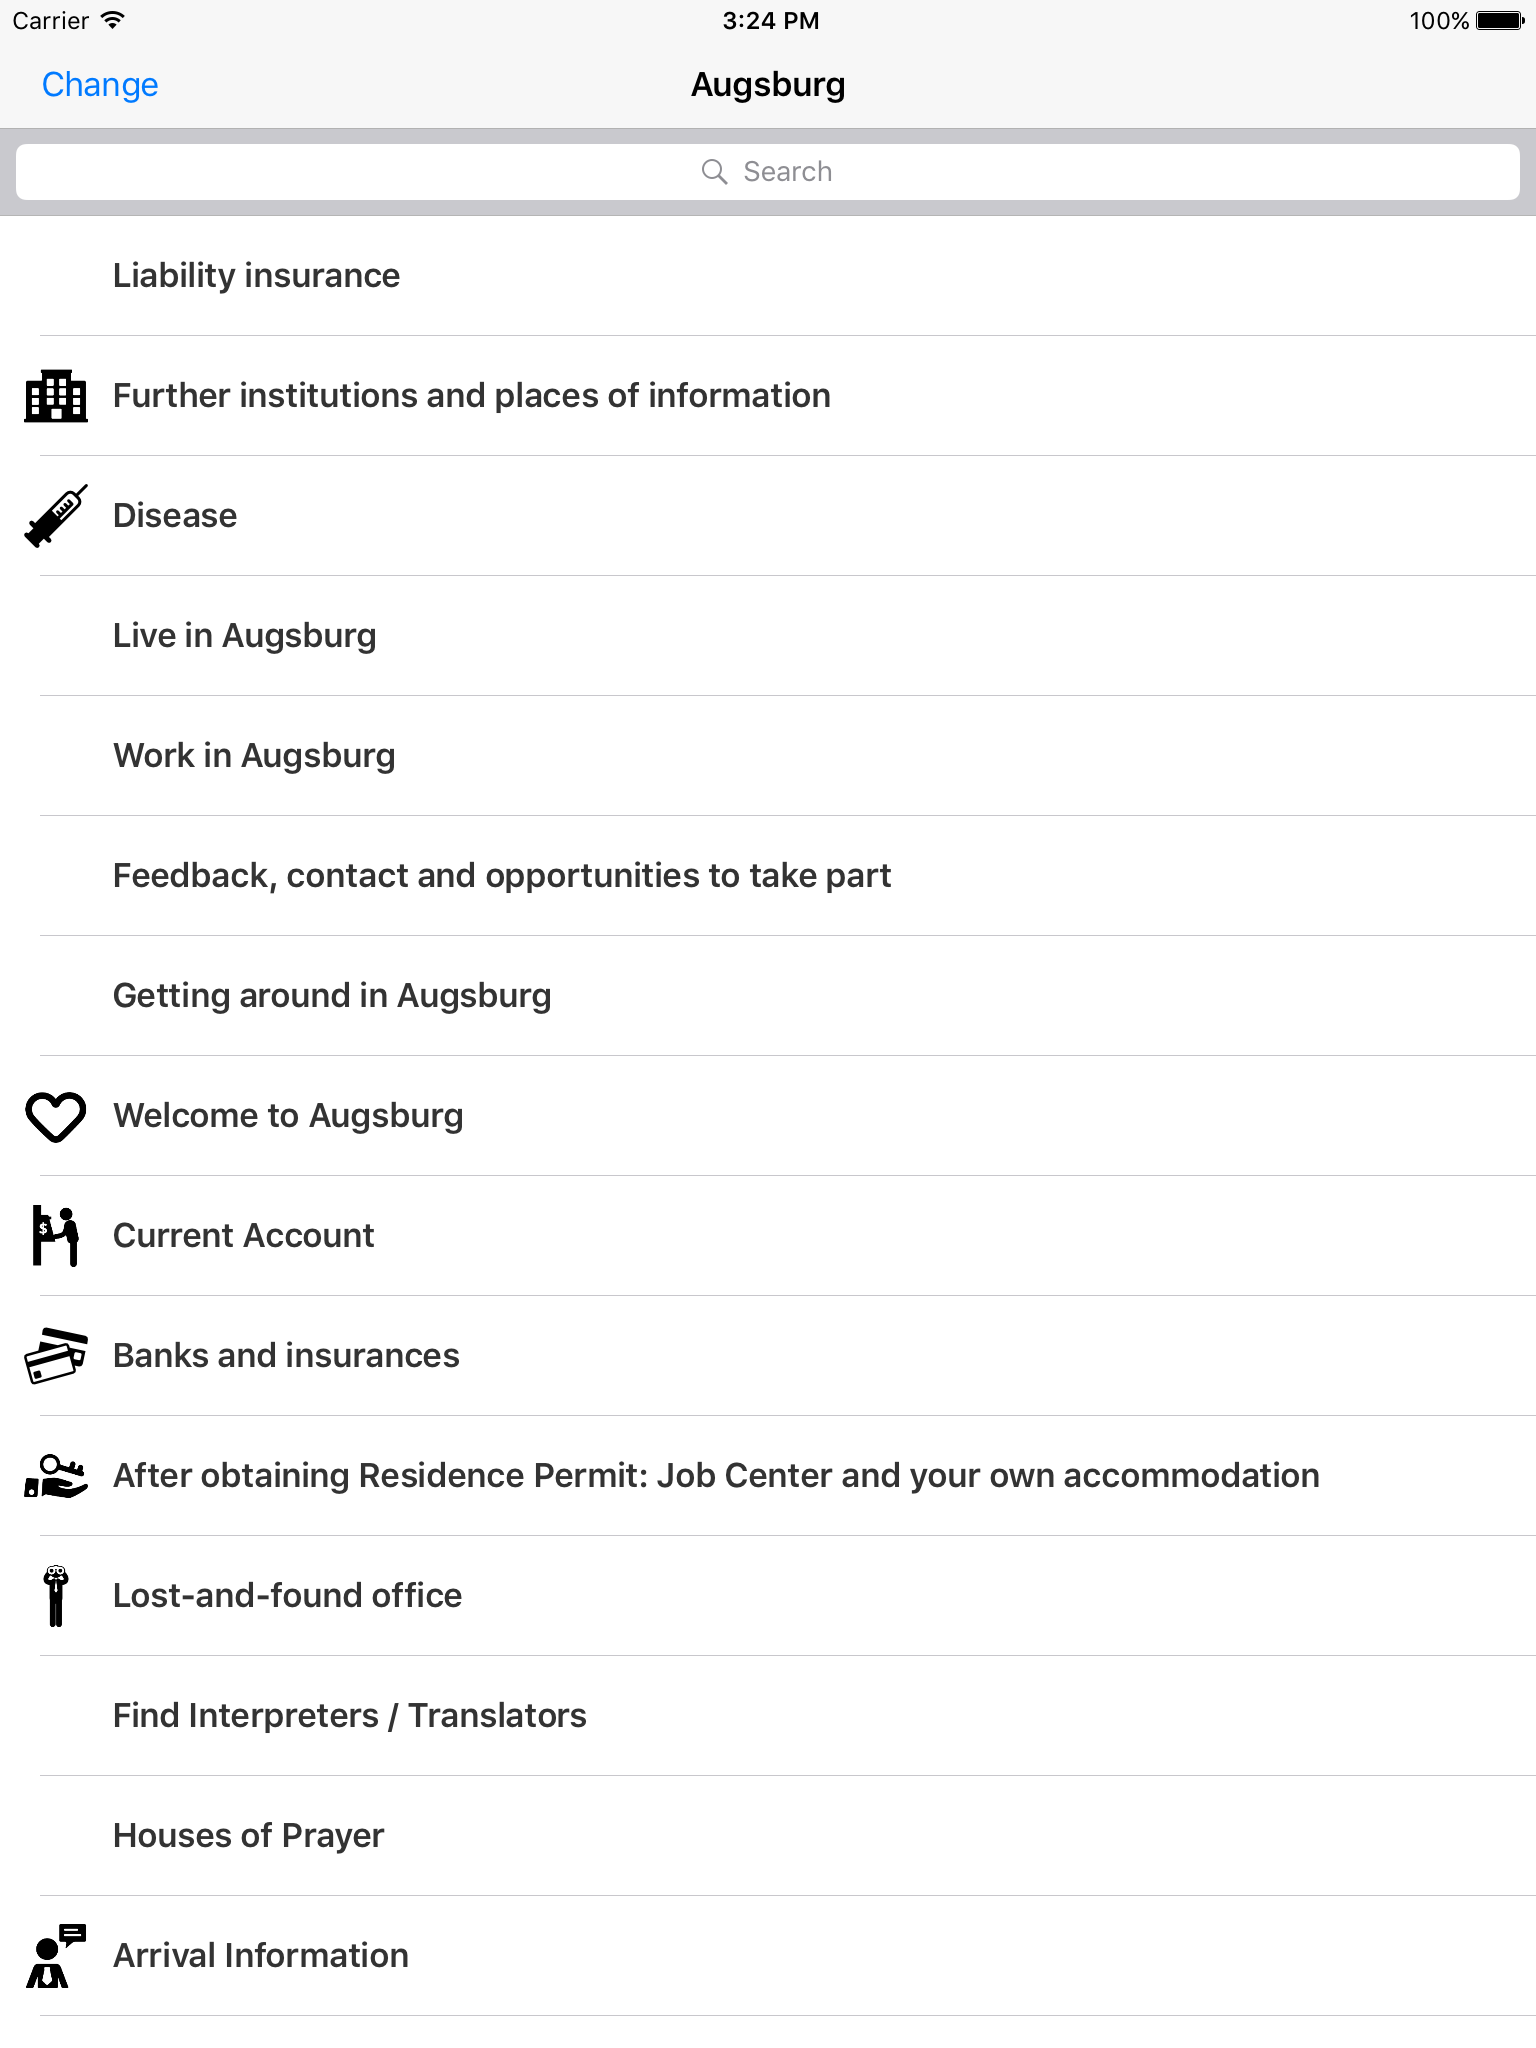 Carrier 3:24 PM 100%
Change Augsburg
Search
Liability insurance
Further institutions and places of information
Disease
Live in Augsburg
Work in Augsburg
Feedback, contact and opportunities to take part
Getting around in Augsburg
Welcome to Augsburg
$
Current Account
Banks and insurances
After obtaining Residence Permit: Job Center and your own accommodation
Lost-and-found office
Find Interpreters / Translators
Houses of Prayer
Arrival Information